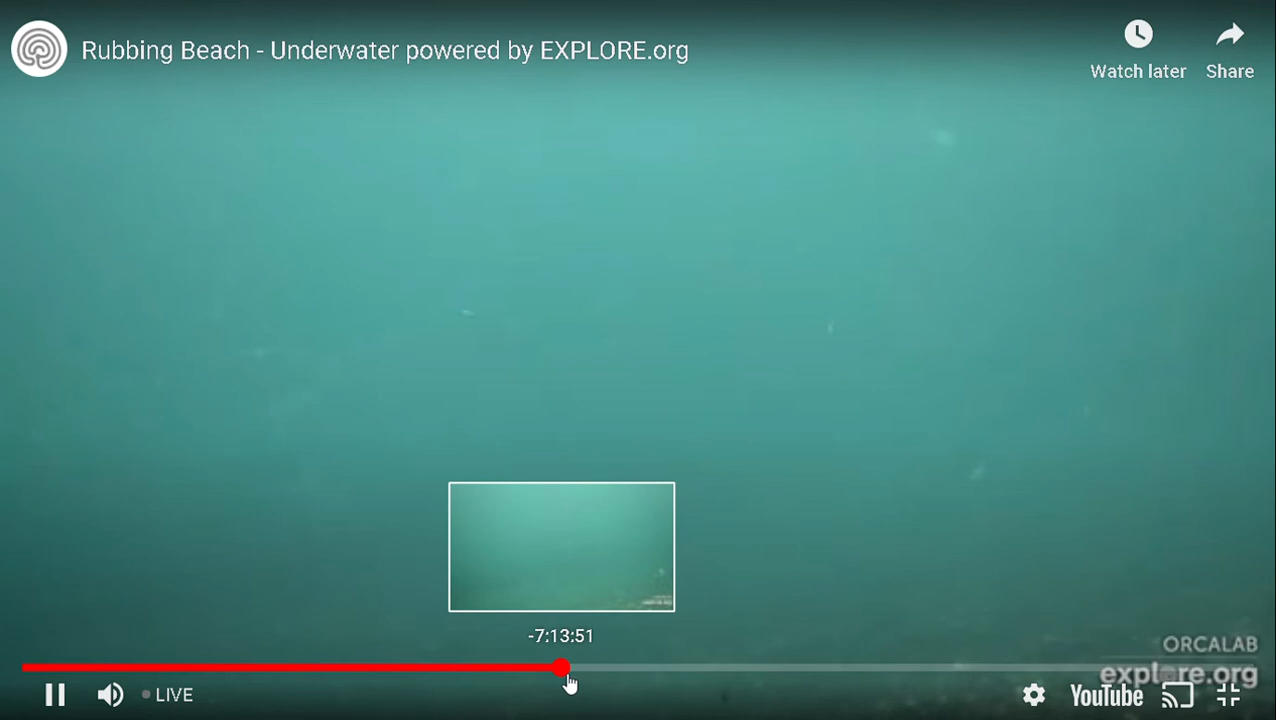 Rubbing Beach - Underwater powered by EXPLORE.org
Watch later
Share
-7:13:51
ORCALAB
explore.org
LIVE
YouTube